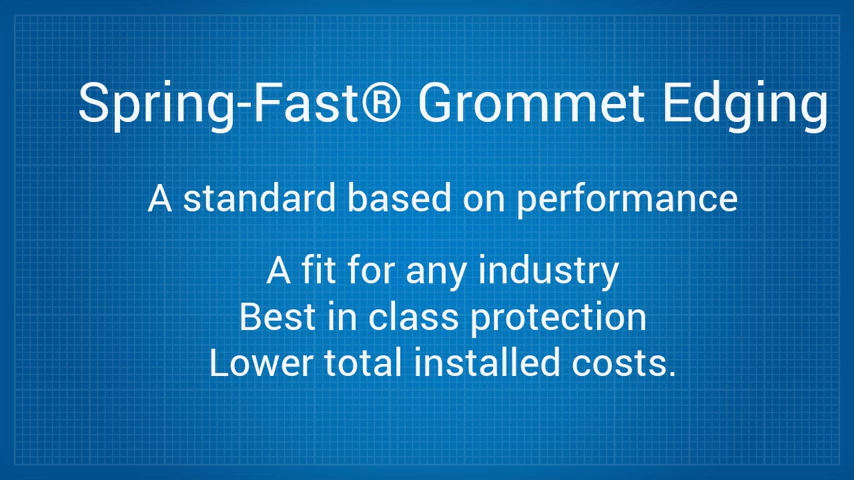 Spring-Fast® Grommet Edging
A standard based on performance
A fit for any industry
Best in class protection
Lower total installed costs.